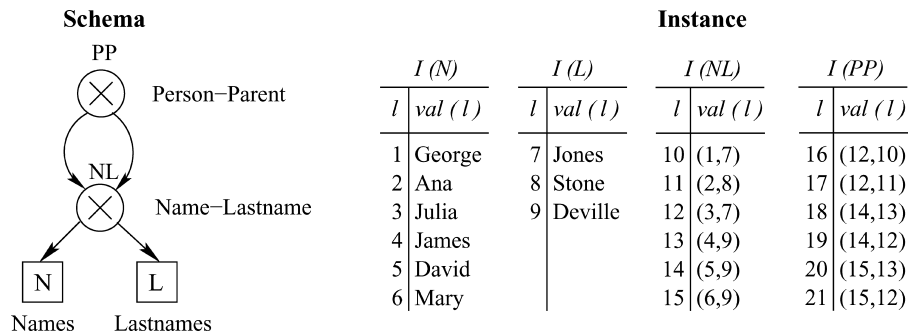 Schema
PP
Person−Parent
NL
Name−Lastname
N
L
Names
Lastnames
Instance
I (N) I (L) I (NL) I (PP)
l val ( l ) l val ( l ) l val ( l ) l val ( l )
1 George 7 Jones 10 (1,7) 16 (12,10)
2 Ana 8 Stone 11 (2,8) 17 (12,11)
3 Julia 9 Deville 12 (3,7) 18 (14,13)
4 James 13 (4,9) 19 (14,12)
5 David 14 (5,9) 20 (15,13)
6 Mary 15 (6,9) 21 (15,12)